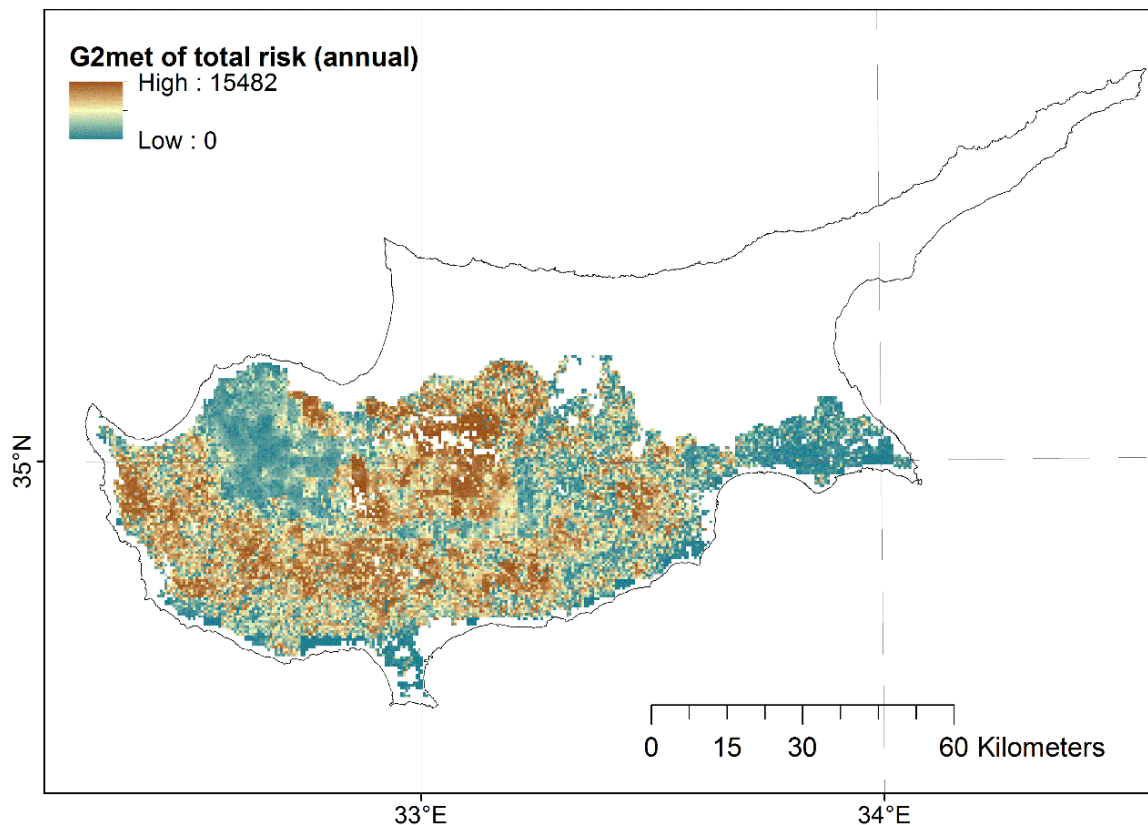 G2met of total risk (annual)
High : 15482
Low : 0
35°N
0 15 30 60 Kilometers
33°E 34°E